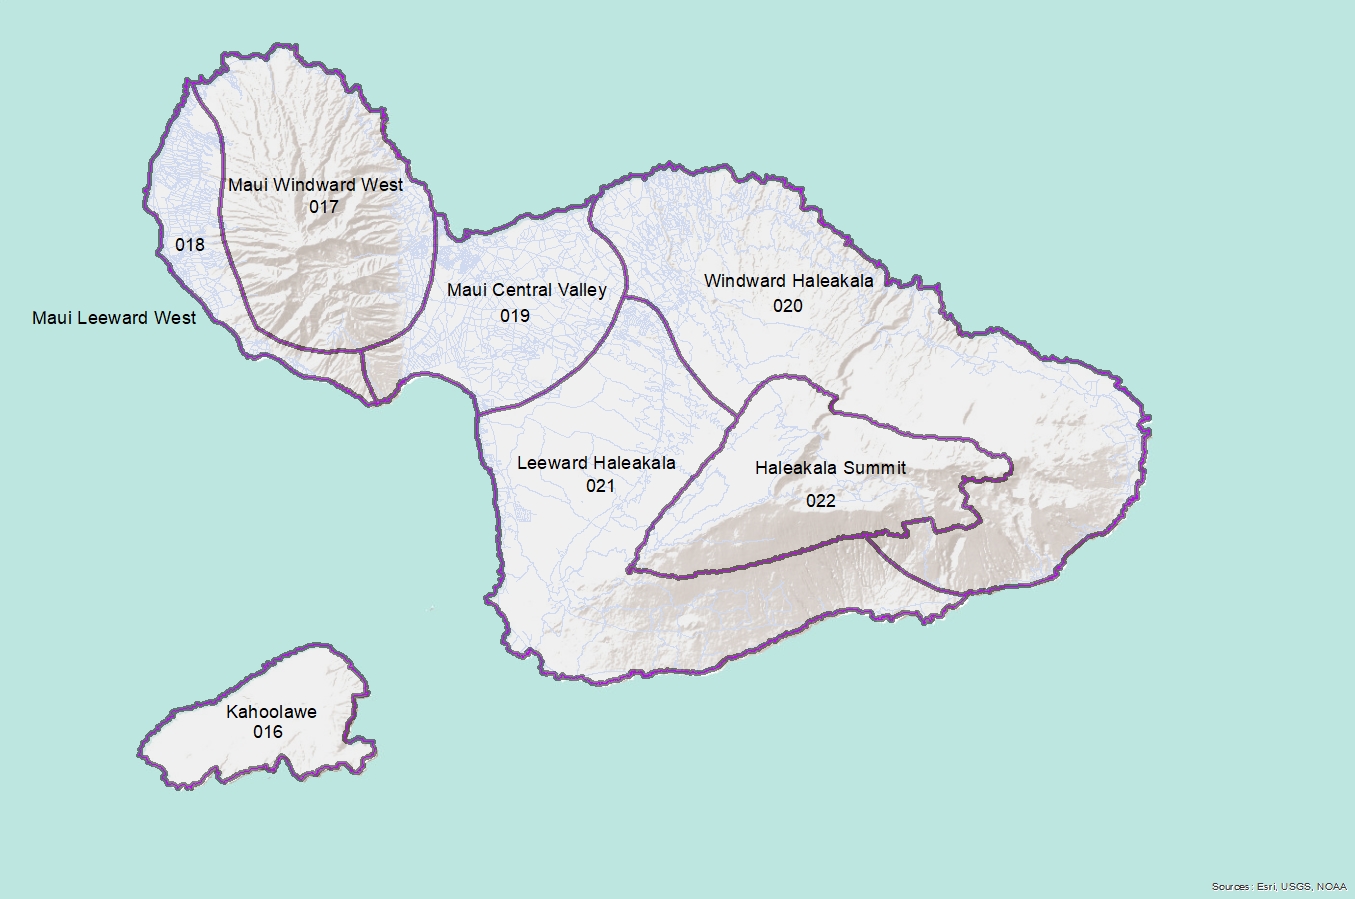 Maui Windward West
017
018
Maui Leeward West
Maui Central Valley
019
Windward Haleakala
020
Leeward Haleakala
021
Haleakala Summit
022
Kahoolawe
016
Sources: Esri, USGS, NOAA